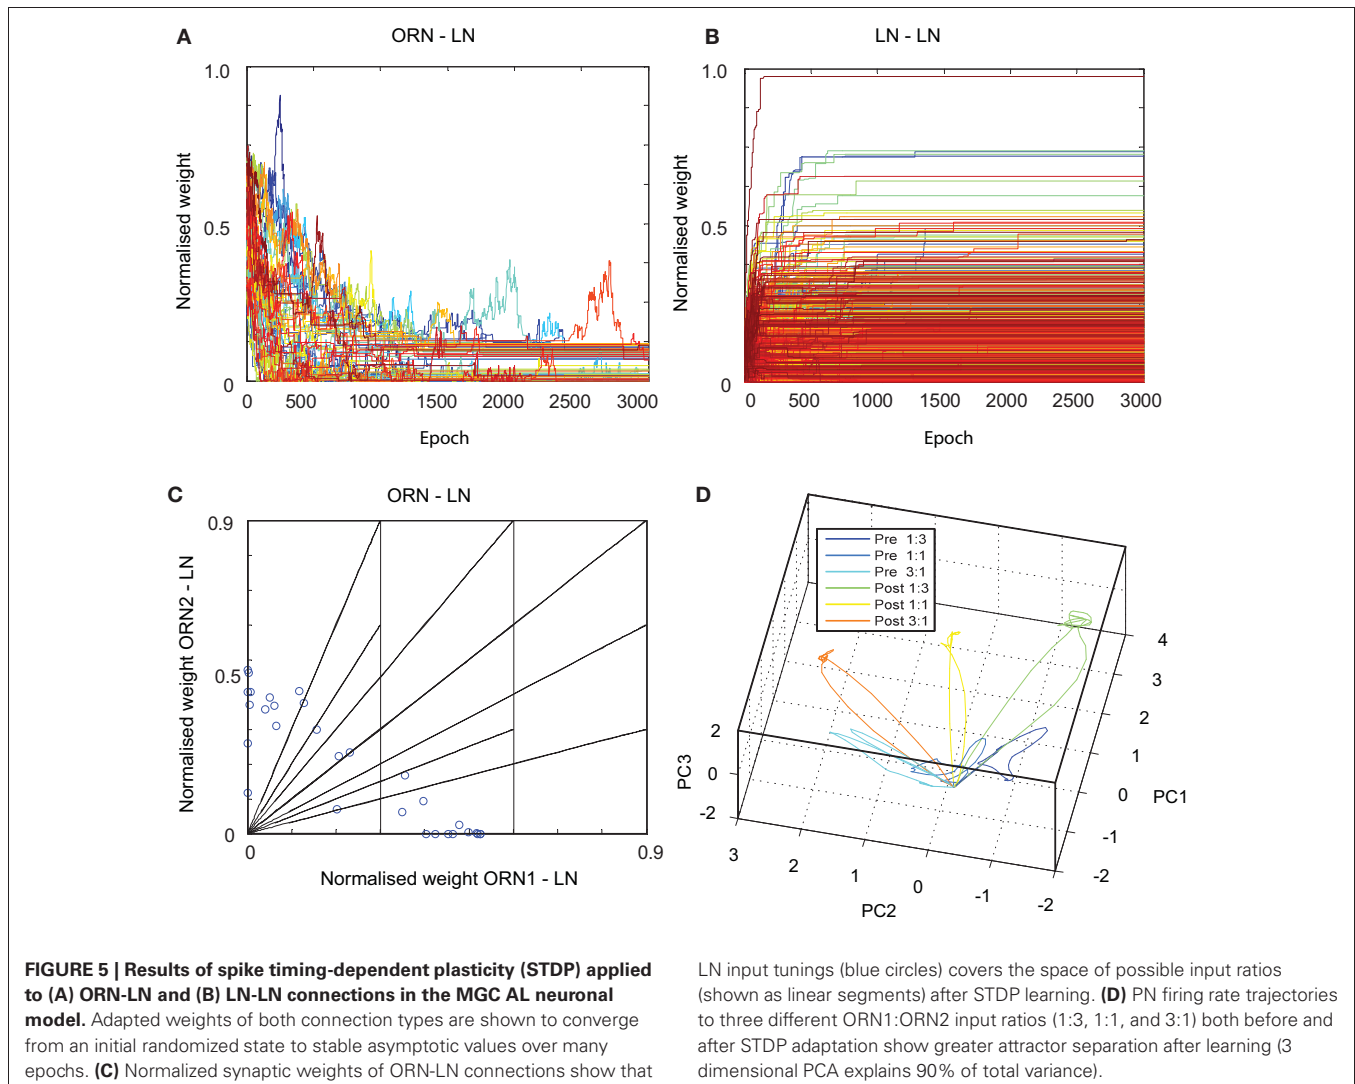 A
ORN - LN
1.0
0.5
0
Normalised weight
0 500 1000 1500 2000 2500 3000
Epoch
B
LN - LN
1.0
0.5
0
Normalised weight
0 500 1000 1500 2000 2500 3000
Epoch
C
ORN - LN
0.9
0.5
0
Normalised weight ORN2 - LN
0 0.9
Normalised weight ORN1 - LN
D
Pre 1:3
Pre 1:1
Pre 3:1
Post 1:3
Post 1:1
Post 3:1
4
3
2
1
0
-1
-2
PC1
2
0
-2
PC3
3 2 1 0 -1 -2
PC2
FIGURE 5 | Results of spike timing-dependent plasticity (STDP) applied
to (A) ORN-LN and (B) LN-LN connections in the MGC AL neuronal
model. Adapted weights of both connection types are shown to converge
from an initial randomized state to stable asymptotic values over many
epochs. (C) Normalized synaptic weights of ORN-LN connections show that
LN input tunings (blue circles) covers the space of possible input ratios
(shown as linear segments) after STDP learning. (D) PN firing rate trajectories
to three different ORN1:ORN2 input ratios (1:3, 1:1, and 3:1) both before and
after STDP adaptation show greater attractor separation after learning (3
dimensional PCA explains 90% of total variance).